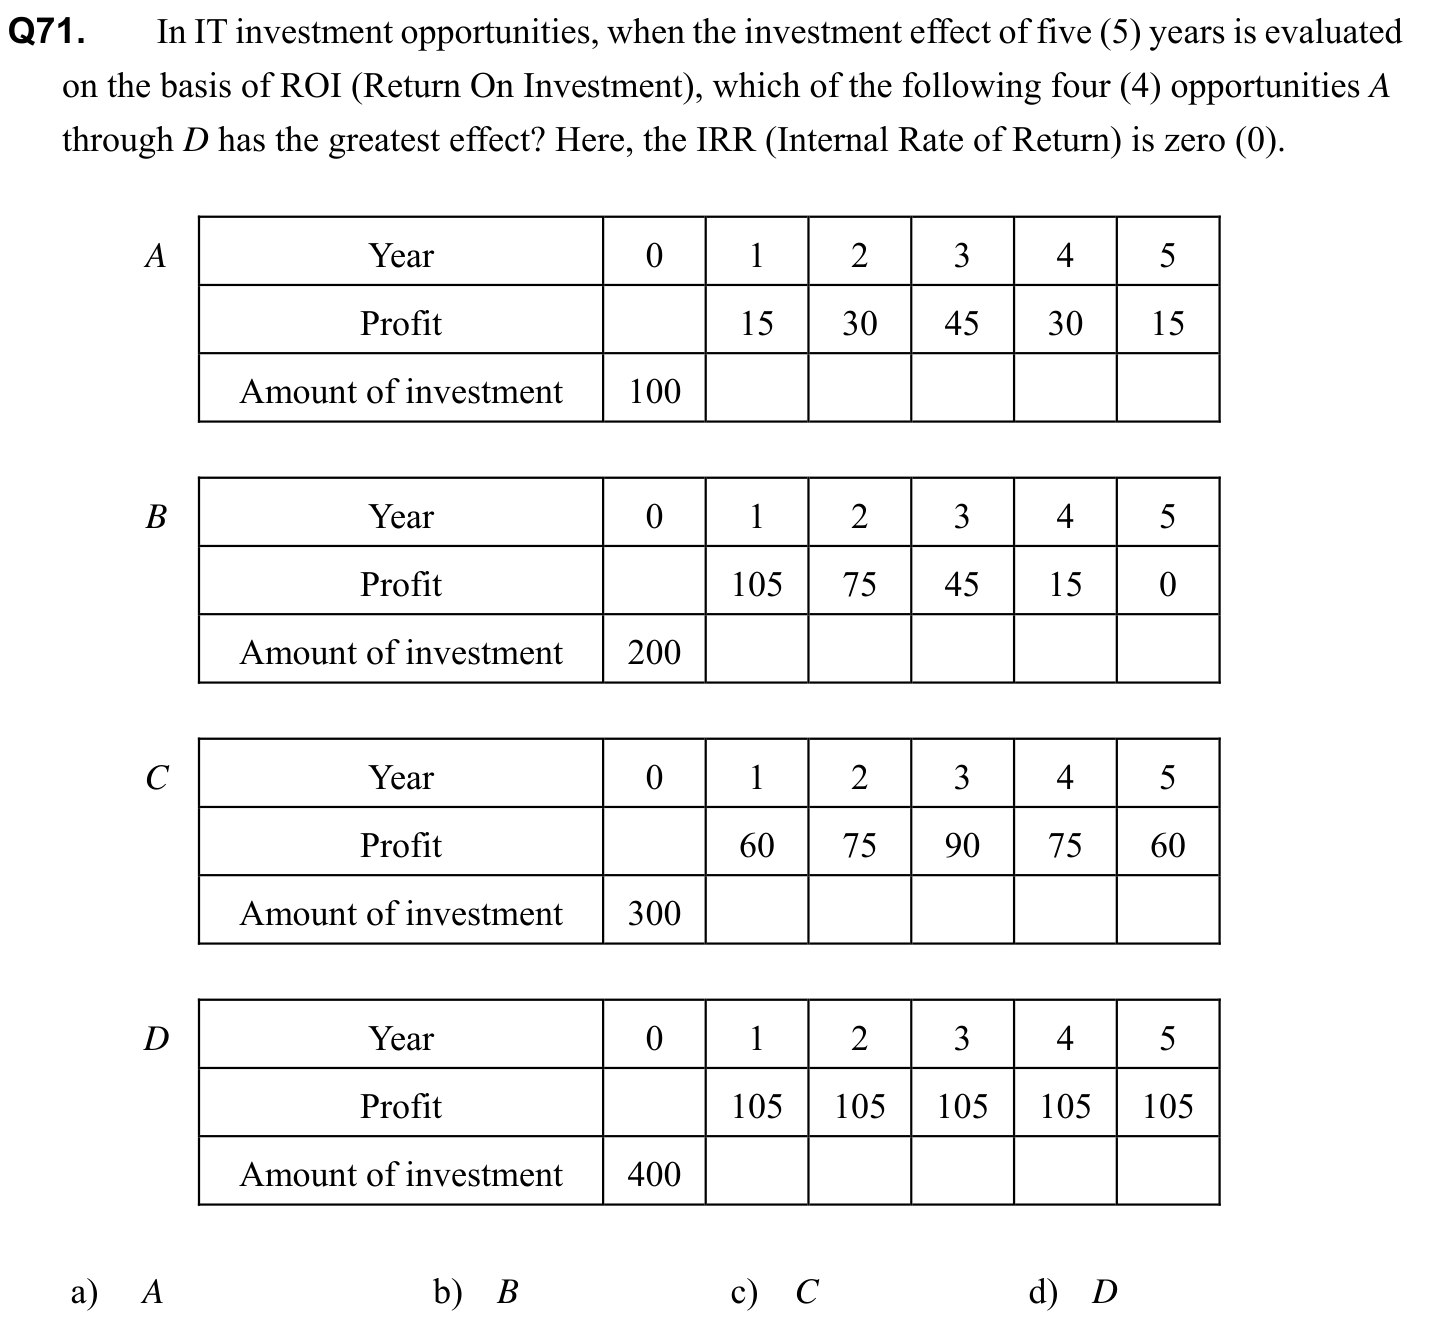 Q71. In IT investment opportunities, when the investment effect of five (5) years is evaluated
on the basis of ROI (Return On Investment), which of the following four (4) opportunities A
through D has the greatest effect? Here, the IRR (Internal Rate of Return) is zero (0).
A Year 0 1 2 3 4 5
Profit 15 30 45 30 15
Amount of investment 100
B Year 0 1 2 3 4 5
Profit 105 75 45 15 0
Amount of investment 200
C Year 0 1 2 3 4 5
Profit 60 75 90 75 60
Amount of investment 300
D Year 0 1 2 3 4 5
Profit 105 105 105 105 105
Amount of investment 400
a) A b) B c) C d) D